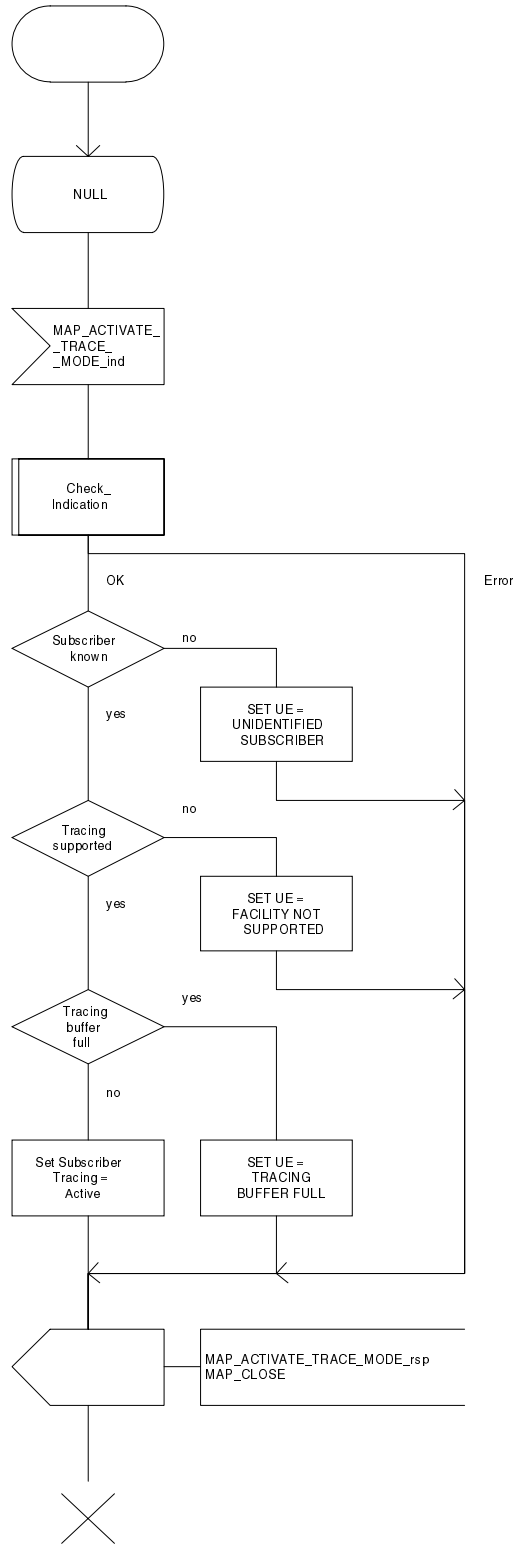 NULL
MAP_ACTIVATE_
_TRACE_
_MODE_ind
Check_
Indication
OK
Error
Subscriber
known
no
yes
SET UE =
UNIDENTIFIED
SUBSCRIBER
Tracing
supported
no
yes
SET UE =
FACILITY NOT
SUPPORTED
Tracing
buffer
full
yes
no
Set Subscriber
Tracing =
Active
SET UE =
TRACING
BUFFER FULL
MAP_ACTIVATE_TRACE_MODE_rsp
MAP_CLOSE